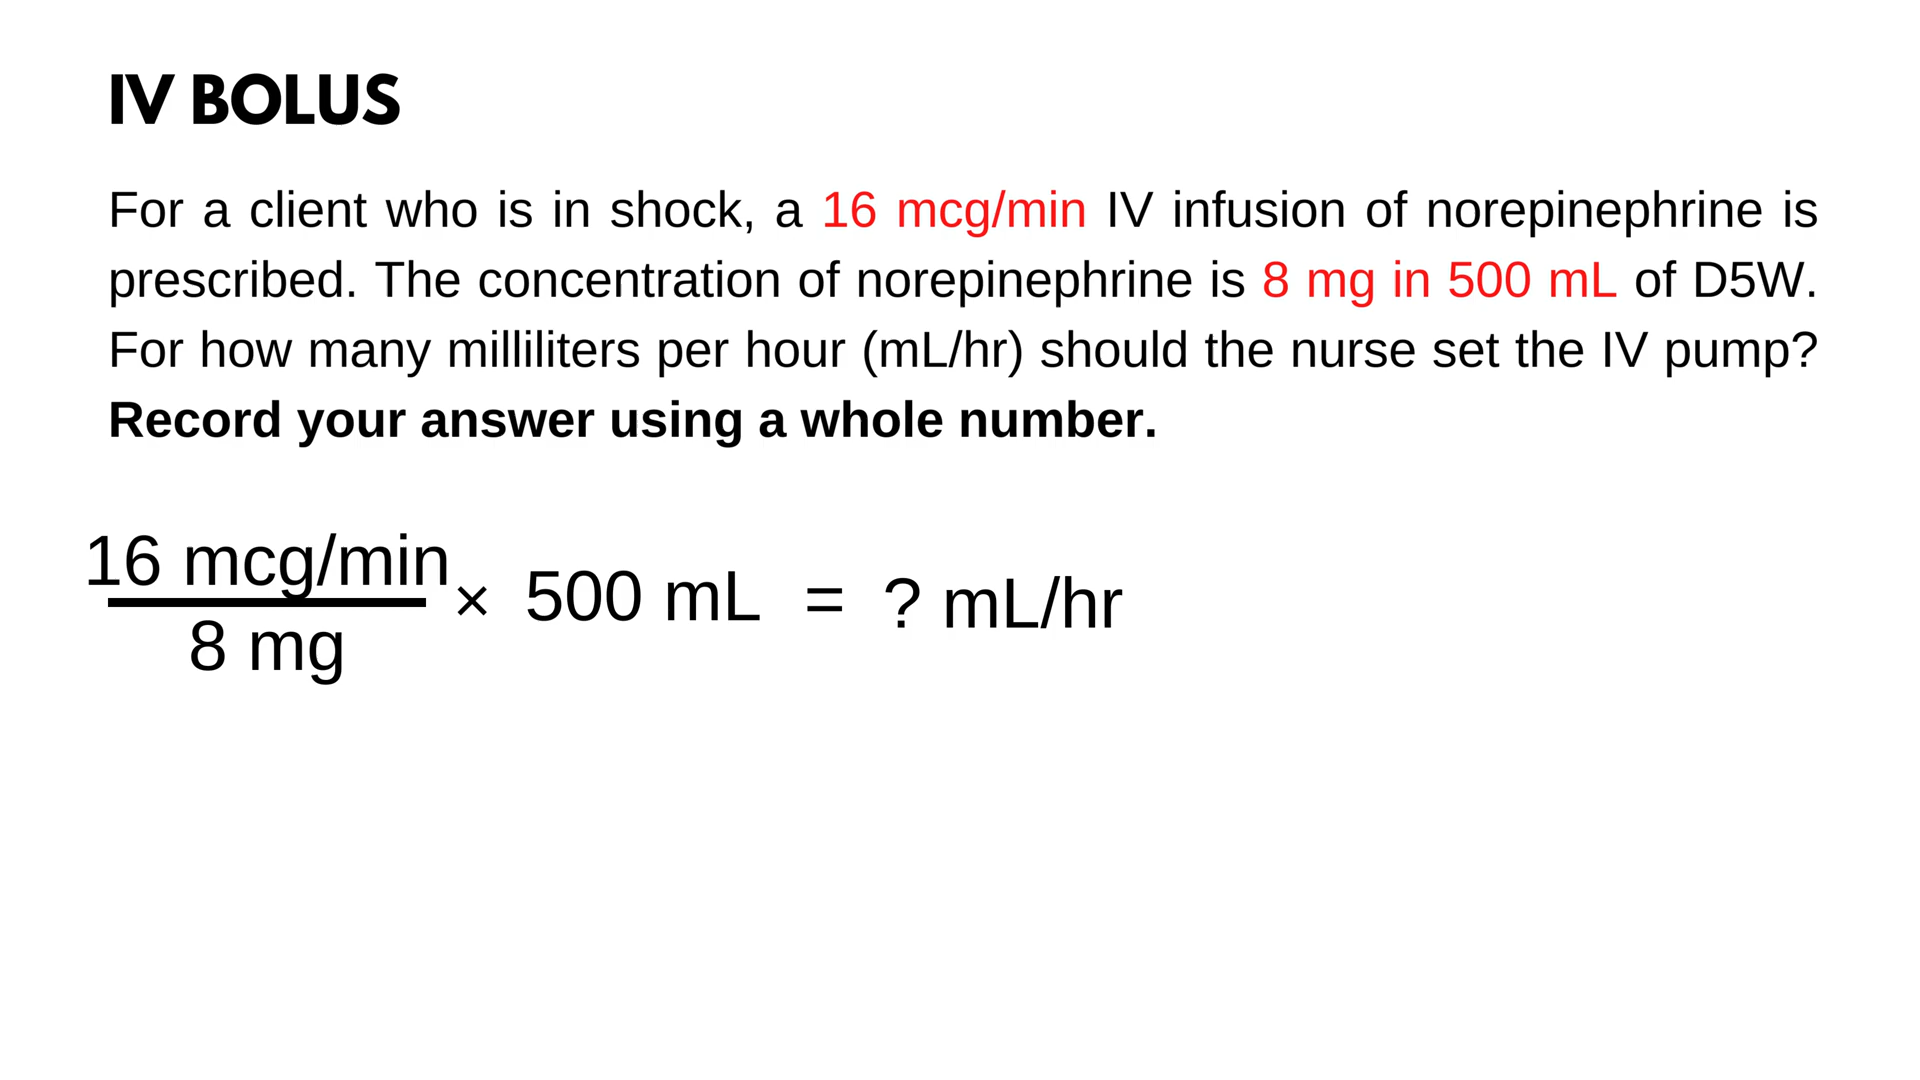 IV BOLUS
For a client who is in shock, a 16 mcg/min IV infusion of norepinephrine is
prescribed. The concentration of norepinephrine is 8 mg in 500 mL of D5W.
For how many milliliters per hour (mL/hr) should the nurse set the IV pump?
Record your answer using a whole number.
16 mcg/min
8 mg
× 500 mL = ? mL/hr